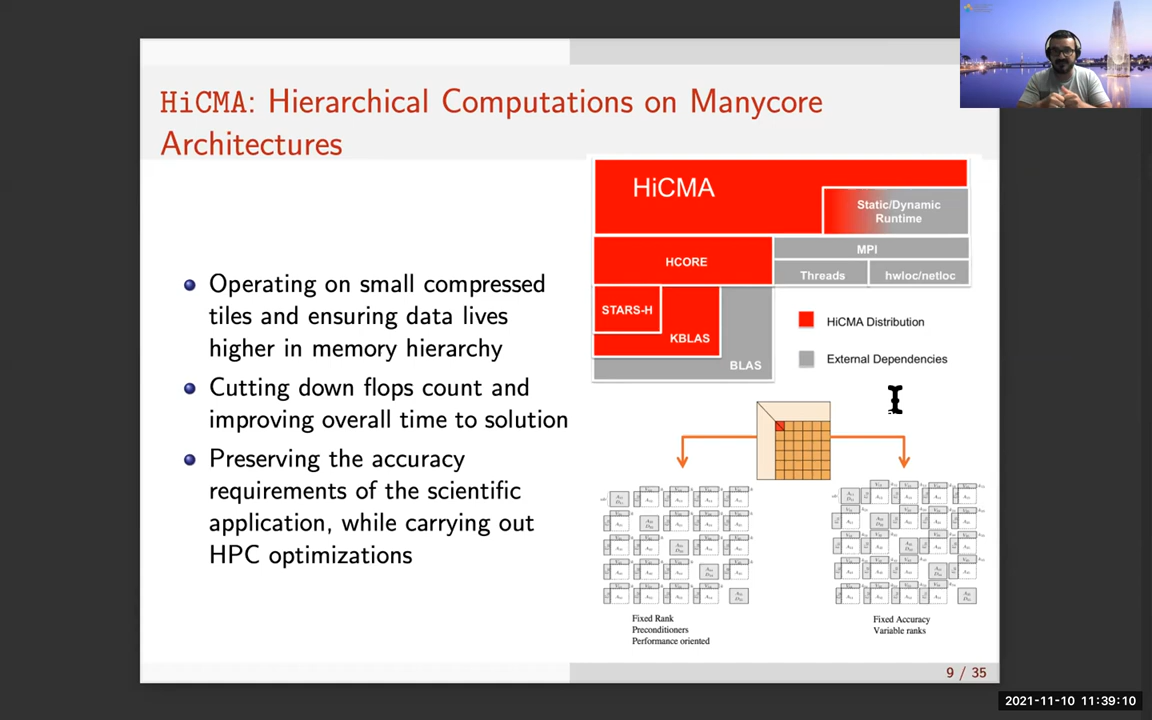 HiCMA: Hierarchical Computations on Manycore
Architectures
Operating on small compressed
tiles and ensuring data lives
higher in memory hierarchy
Cutting down flops count and
improving overall time to solution
Preserving the accuracy
requirements of the scientific
application, while carrying out
HPC optimizations
HiCMA
Static/Dynamic
Runtime
HCORE
MPI
Threads
hwloc/netloc
STARS-H
KBLAS
BLAS
HiCMA Distribution
External Dependencies
Fixed Rank
Preconditioners
Performance oriented
Fixed Accuracy
Variable ranks
9 / 35
2021-11-10 11:39:10